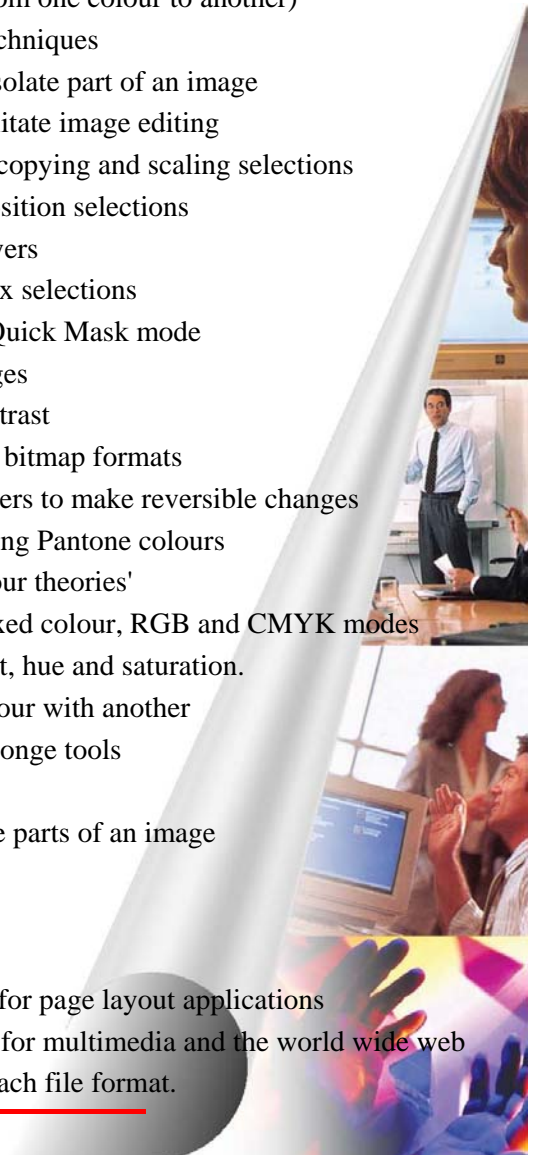 one colour to another)
chniques
solate part of an image
itate image editing
copying and scaling selections
sition selections
vers
x selections
Quick Mask mode
ges
trast
bitmap formats
ers to make reversible changes
ng Pantone colours
our theories'
xed colour, RGB and CMYK modes
t, hue and saturation.
our with another
onge tools
e parts of an image
for page layout applications
for multimedia and the world wide web
ach file format.